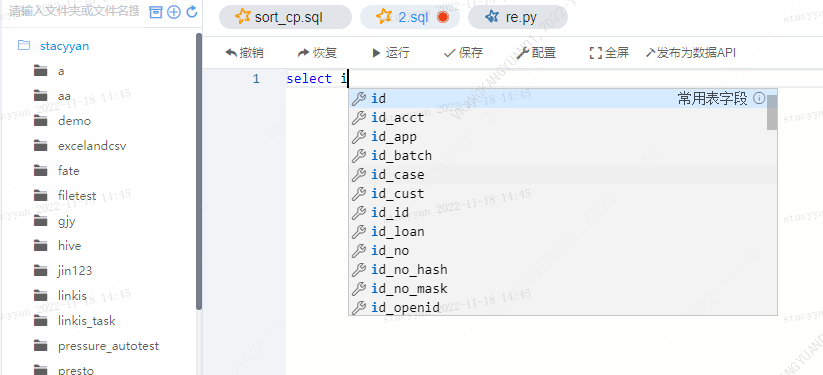 请输入文件夹或文件名搜
stacyyan
a
aa
demo
excelandcsv
fate
filetest
gjy
hive
jin123
linkis
linkis_task
pressure_autotest
presto
sort_cp.sql 2.sql re.py
撤销 恢复 运行 保存 配置 全屏 发布为数据API
1 select i
id 常用表字段
id_acct
id_app
id_batch
id_case
id_cust
id_id
id_loan
id_no
id_no_hash
id_no_mask
id_openid
stacyyan 2022-11-18 14:45